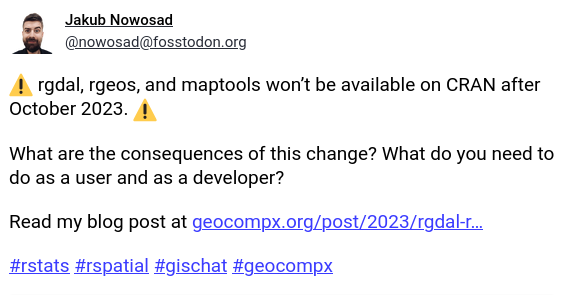 Jakub Nowosad
@nowosad@fosstodon.org
⚠️ rgdal, rgeos, and maptools won’t be available on CRAN after
October 2023. ⚠️
What are the consequences of this change? What do you need to
do as a user and as a developer?
Read my blog post at geocompx.org/post/2023/rgdal-r…
#rstats #rspatial #gischat #geocompx